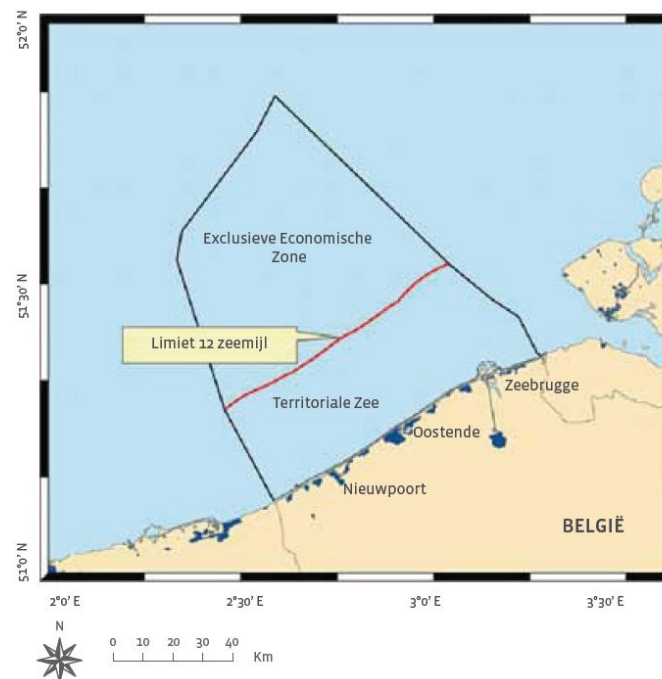 52°0' N
51°30' N
51°0' N
Exclusieve Economische
Zone
Limiet 12 zeemijl
Territoriale Zee
Zeebrugge
Oostende
Nieuwpoort
BELGIË
2°0' E
2°30' E
3°0' E
3°30' E
N
0 10 20 30 40
Km